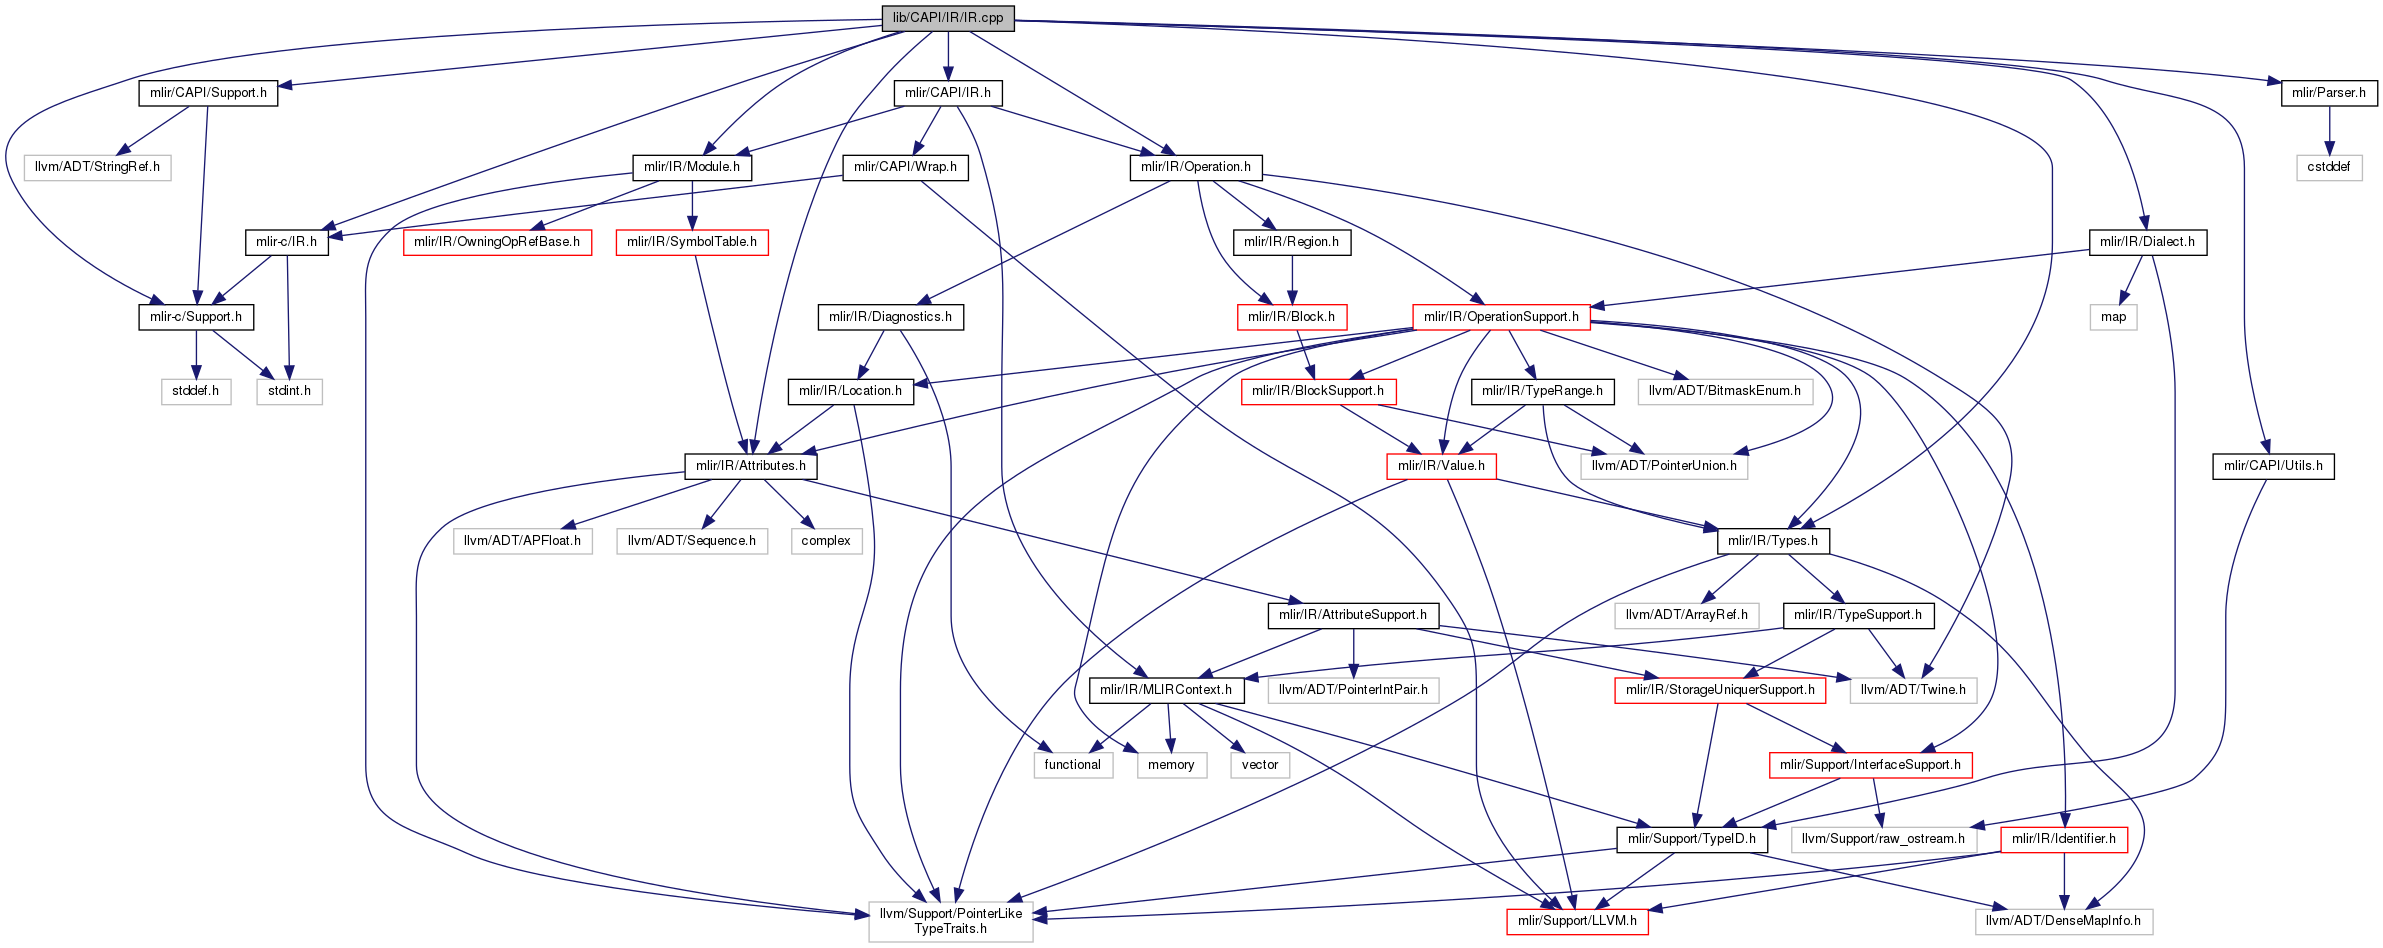 lib/CAPI/IR/IR.cpp
mlir/CAPI/Support.h
mlir/CAPI/IR.h
mlir/Parser.h
llvm/ADT/StringRef.h
mlir/IR/Module.h
mlir/CAPI/Wrap.h
mlir/IR/Operation.h
cstddef
mlir-c/IR.h
mlir/IR/OwningOpRefBase.h
mlir/IR/SymbolTable.h
mlir/IR/Region.h
mlir/IR/Dialect.h
mlir-c/Support.h
mlir/IR/Diagnostics.h
mlir/IR/Block.h
mlir/IR/OperationSupport.h
map
stddef.h
stdint.h
mlir/IR/Location.h
mlir/IR/BlockSupport.h
mlir/IR/TypeRange.h
llvm/ADT/BitmaskEnum.h
mlir/IR/Attributes.h
mlir/IR/Value.h
llvm/ADT/PointerUnion.h
mlir/CAPI/Utils.h
llvm/ADT/APFloat.h
llvm/ADT/Sequence.h
complex
mlir/IR/Types.h
mlir/IR/AttributeSupport.h
llvm/ADT/ArrayRef.h
mlir/IR/TypeSupport.h
mlir/IR/MLIRContext.h
llvm/ADT/PointerIntPair.h
mlir/IR/StorageUniquerSupport.h
llvm/ADT/Twine.h
functional
memory
vector
mlir/Support/InterfaceSupport.h
mlir/Support/TypeID.h
llvm/Support/raw_ostream.h
mlir/IR/Identifier.h
llvm/Support/PointerLike
TypeTraits.h
mlir/Support/LLVM.h
llvm/ADT/DenseMapInfo.h